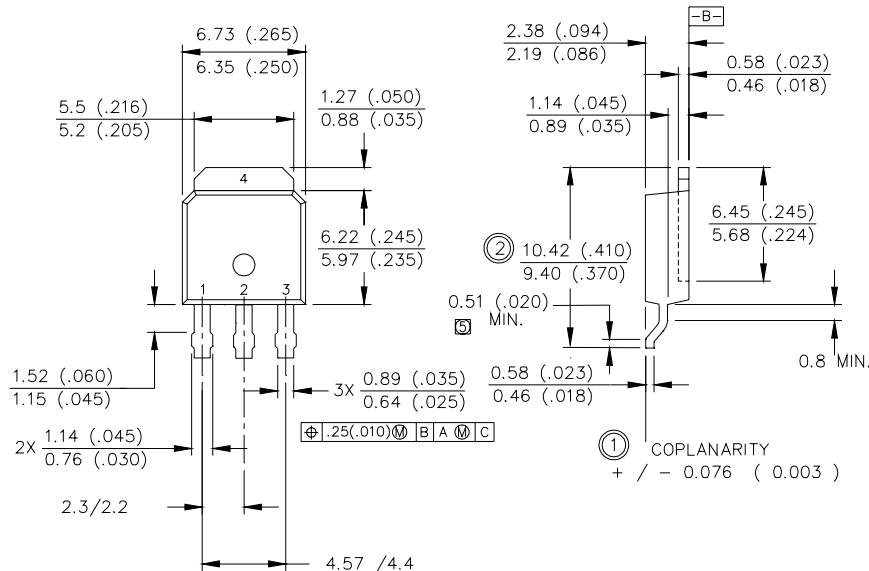 6.73 (.265)
6.35 (.250)
5.5 (.216)
5.2 (.205)
1.27 (.050)
0.88 (.035)
4
6.22 (.245)
5.97 (.235)
1 2 3
1.52 (.060)
1.15 (.045)
3X 0.89 (.035)
0.64 (.025)
⌖ .25(.010) Ⓜ B A Ⓜ C
2X 1.14 (.045)
0.76 (.030)
2.3/2.2
4.57 /4.4
-B-
2.38 (.094)
2.19 (.086)
0.58 (.023)
0.46 (.018)
1.14 (.045)
0.89 (.035)
6.45 (.245)
5.68 (.224)
2 10.42 (.410)
9.40 (.370)
0.51 (.020)
MIN.
5
0.8 MIN.
0.58 (.023)
0.46 (.018)
1 COPLANARITY
+ / - 0.076 ( 0.003 )